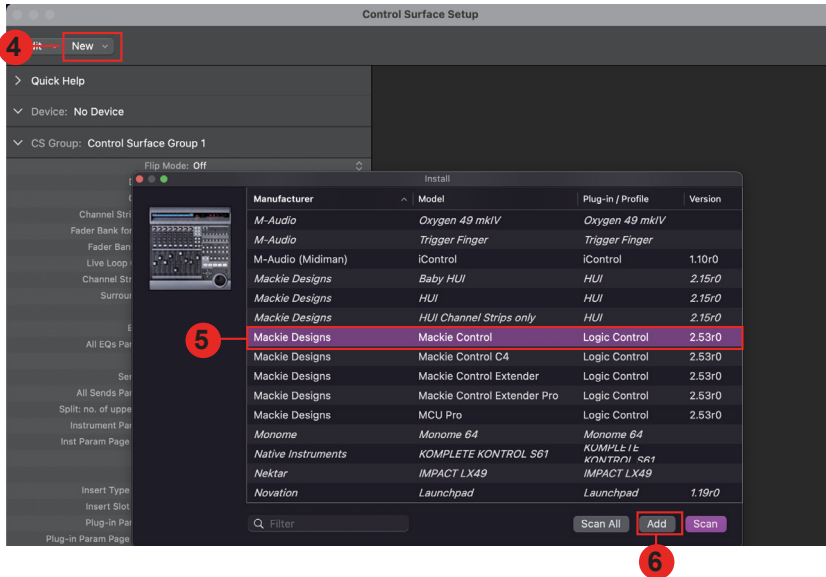 Control Surface Setup
4
New
Quick Help
Device: No Device
CS Group: Control Surface Group 1
Flip Mode: Off
Install
Manufacturer Model Plug-in / Profile Version
M-Audio Oxygen 49 mkIV Oxygen 49 mkIV
M-Audio Trigger Finger Trigger Finger
M-Audio (Midiman) iControl iControl 1.10r0
Mackie Designs Baby HUI HUI 2.15r0
Mackie Designs HUI HUI 2.15r0
Mackie Designs HUI Channel Strips only HUI 2.15r0
5
Mackie Designs Mackie Control Logic Control 2.53r0
Mackie Designs Mackie Control C4 Logic Control 2.53r0
Mackie Designs Mackie Control Extender Logic Control 2.53r0
Mackie Designs Mackie Control Extender Pro Logic Control 2.53r0
Mackie Designs MCU Pro Logic Control 2.53r0
Monome Monome 64 Monome 64
Native Instruments KOMPLETE KONTROL S61 KOMPLETE KONTROL S61
Nektar IMPACT LX49 IMPACT LX49
Novation Launchpad Launchpad 1.19r0
Filter
Scan All Add Scan
6
Channel Stri
Fader Bank for
Fader Ban
Live Loop
Channel Str
Surrou
All EQs Par
Ser
All Sends Par
Split: no. of uppe
Instrument Par
Inst Param Page
Insert Type
Insert Slot
Plug-in Par
Plug-in Param Page